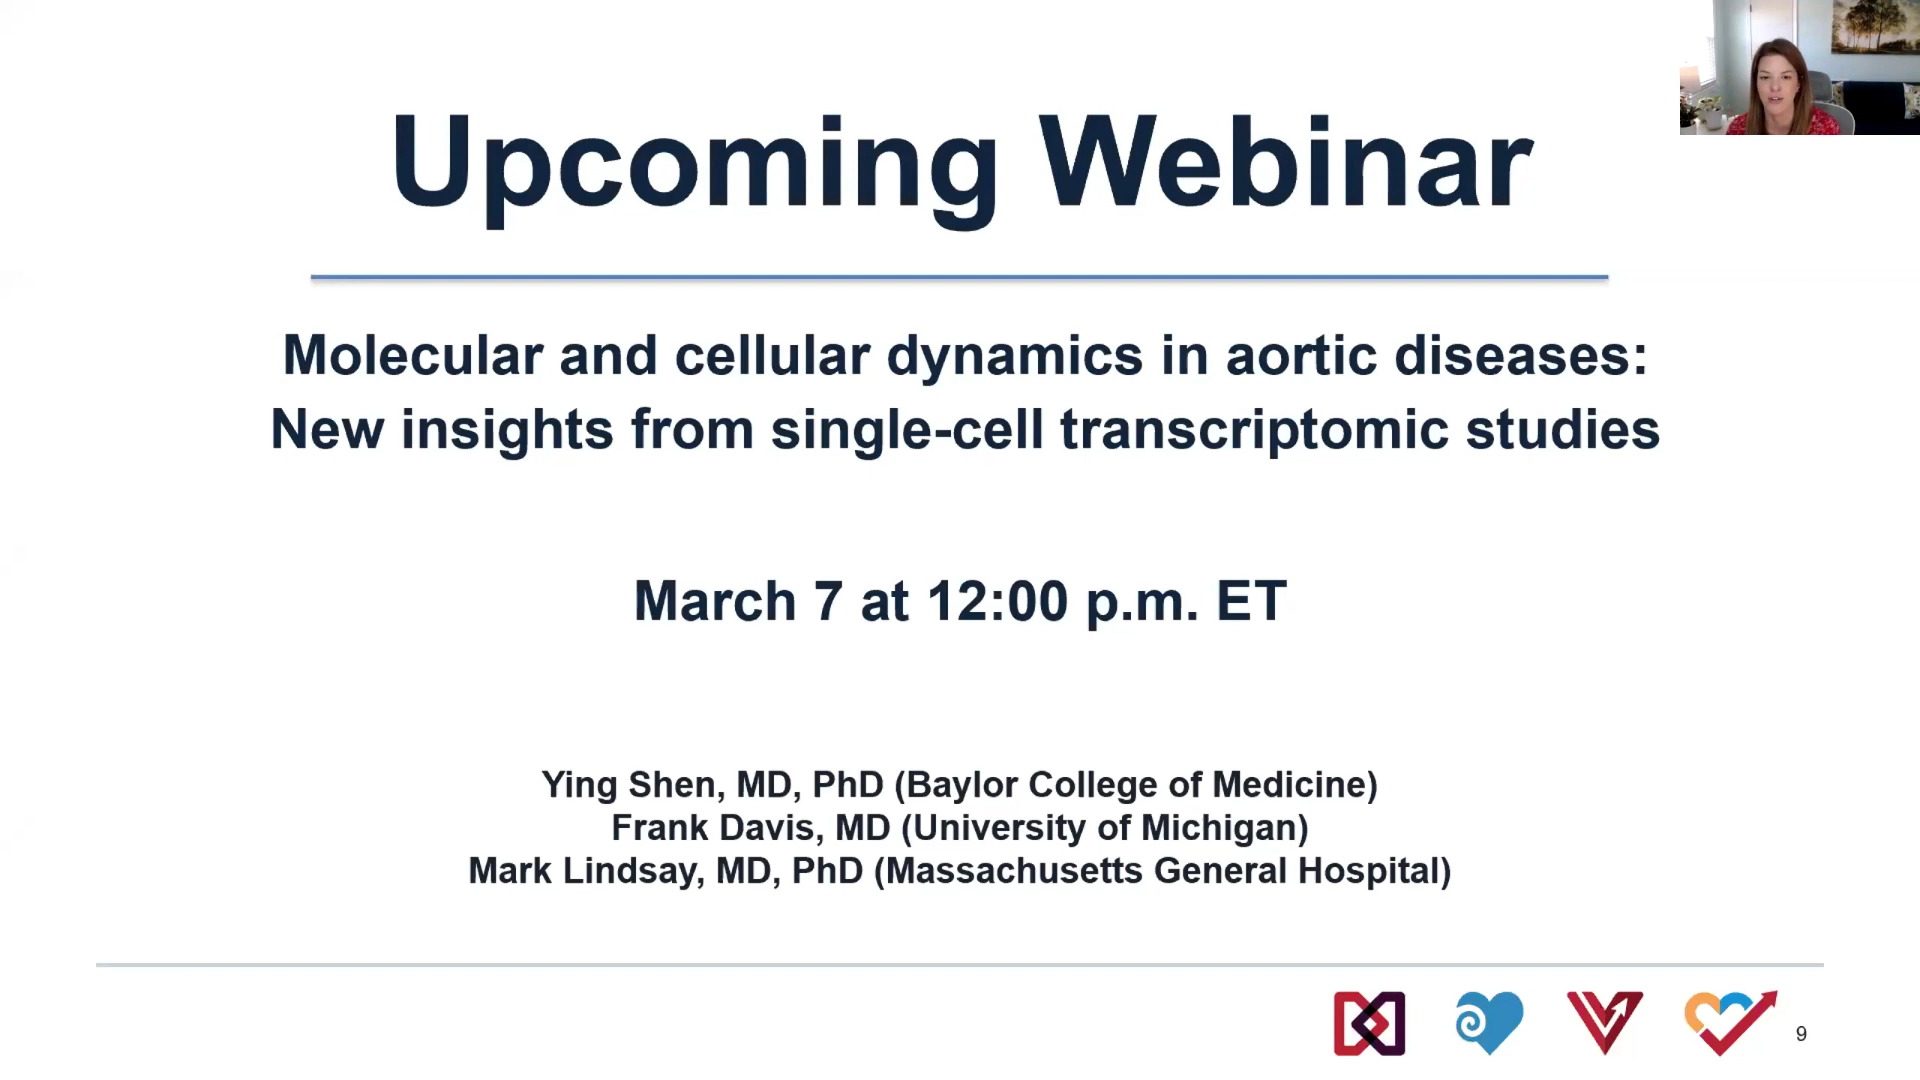 Upcoming Webinar
Molecular and cellular dynamics in aortic diseases:
New insights from single-cell transcriptomic studies
March 7 at 12:00 p.m. ET
Ying Shen, MD, PhD (Baylor College of Medicine)
Frank Davis, MD (University of Michigan)
Mark Lindsay, MD, PhD (Massachusetts General Hospital)
9